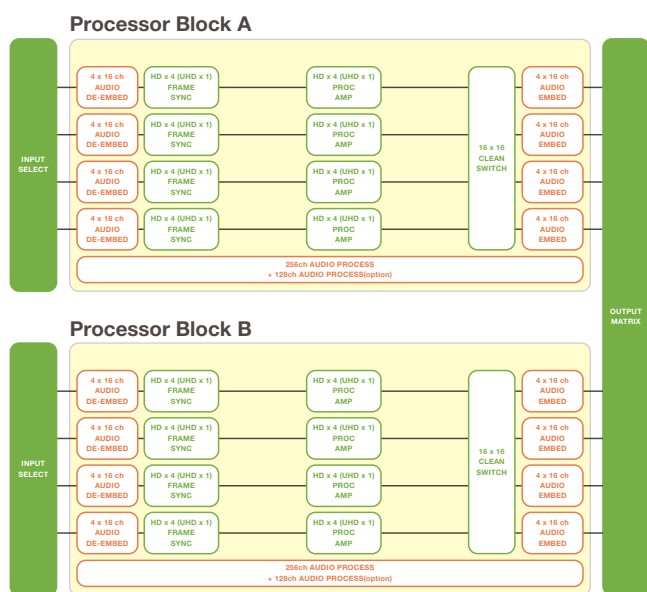 Processor Block A
INPUT
SELECT
4 x 16 ch
AUDIO
DE-EMBED
HD x 4 (UHD x 1)
FRAME
SYNC
HD x 4 (UHD x 1)
PROC
AMP
4 x 16 ch
AUDIO
EMBED
4 x 16 ch
AUDIO
DE-EMBED
HD x 4 (UHD x 1)
FRAME
SYNC
HD x 4 (UHD x 1)
PROC
AMP
4 x 16 ch
AUDIO
EMBED
16 x 16
CLEAN
SWITCH
4 x 16 ch
AUDIO
DE-EMBED
HD x 4 (UHD x 1)
FRAME
SYNC
HD x 4 (UHD x 1)
PROC
AMP
4 x 16 ch
AUDIO
EMBED
4 x 16 ch
AUDIO
DE-EMBED
HD x 4 (UHD x 1)
FRAME
SYNC
HD x 4 (UHD x 1)
PROC
AMP
4 x 16 ch
AUDIO
EMBED
256ch AUDIO PROCESS
+ 128ch AUDIO PROCESS(option)
OUTPUT
MATRIX
Processor Block B
INPUT
SELECT
4 x 16 ch
AUDIO
DE-EMBED
HD x 4 (UHD x 1)
FRAME
SYNC
HD x 4 (UHD x 1)
PROC
AMP
4 x 16 ch
AUDIO
EMBED
4 x 16 ch
AUDIO
DE-EMBED
HD x 4 (UHD x 1)
FRAME
SYNC
HD x 4 (UHD x 1)
PROC
AMP
4 x 16 ch
AUDIO
EMBED
16 x 16
CLEAN
SWITCH
4 x 16 ch
AUDIO
DE-EMBED
HD x 4 (UHD x 1)
FRAME
SYNC
HD x 4 (UHD x 1)
PROC
AMP
4 x 16 ch
AUDIO
EMBED
4 x 16 ch
AUDIO
DE-EMBED
HD x 4 (UHD x 1)
FRAME
SYNC
HD x 4 (UHD x 1)
PROC
AMP
4 x 16 ch
AUDIO
EMBED
256ch AUDIO PROCESS
+ 128ch AUDIO PROCESS(option)